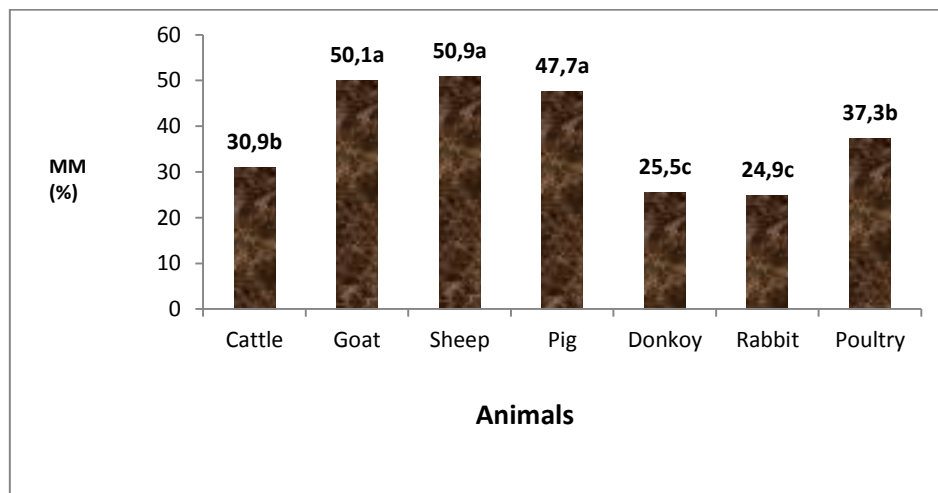 60
50
40
30
20
10
0
MM
(%)
30,9b
50,1a
50,9a
47,7a
25,5c
24,9c
37,3b
Cattle Goat Sheep Pig Donkoy Rabbit Poultry
Animals